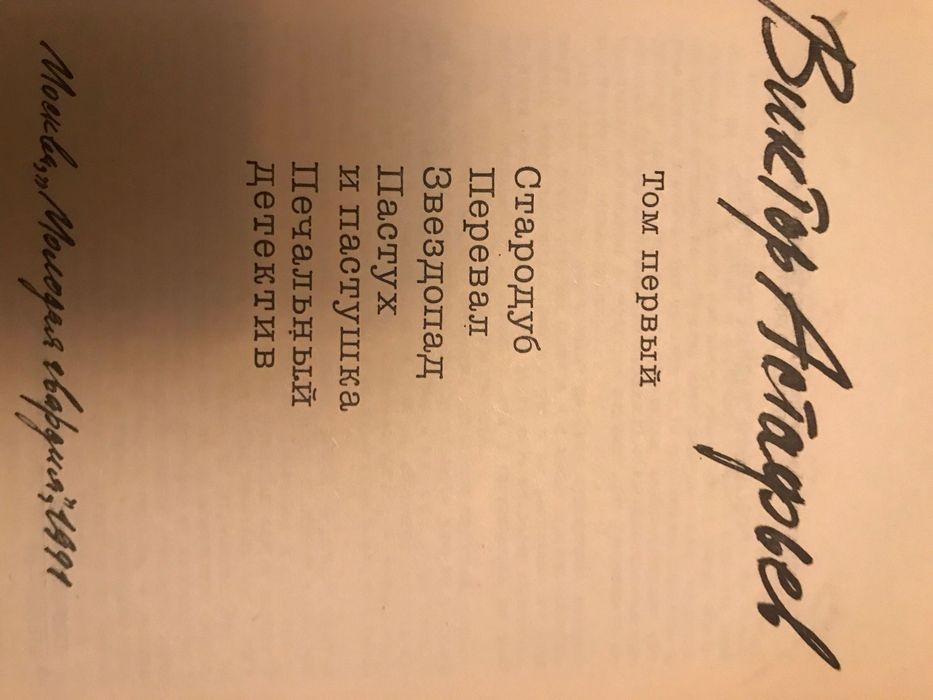 Виктор Астафьев
Том первый
Стародуб
Перевал
Звездопад
Пастух
и пастушка
Печальный
детектив
Москва, „Молодая гвардия“, 1991